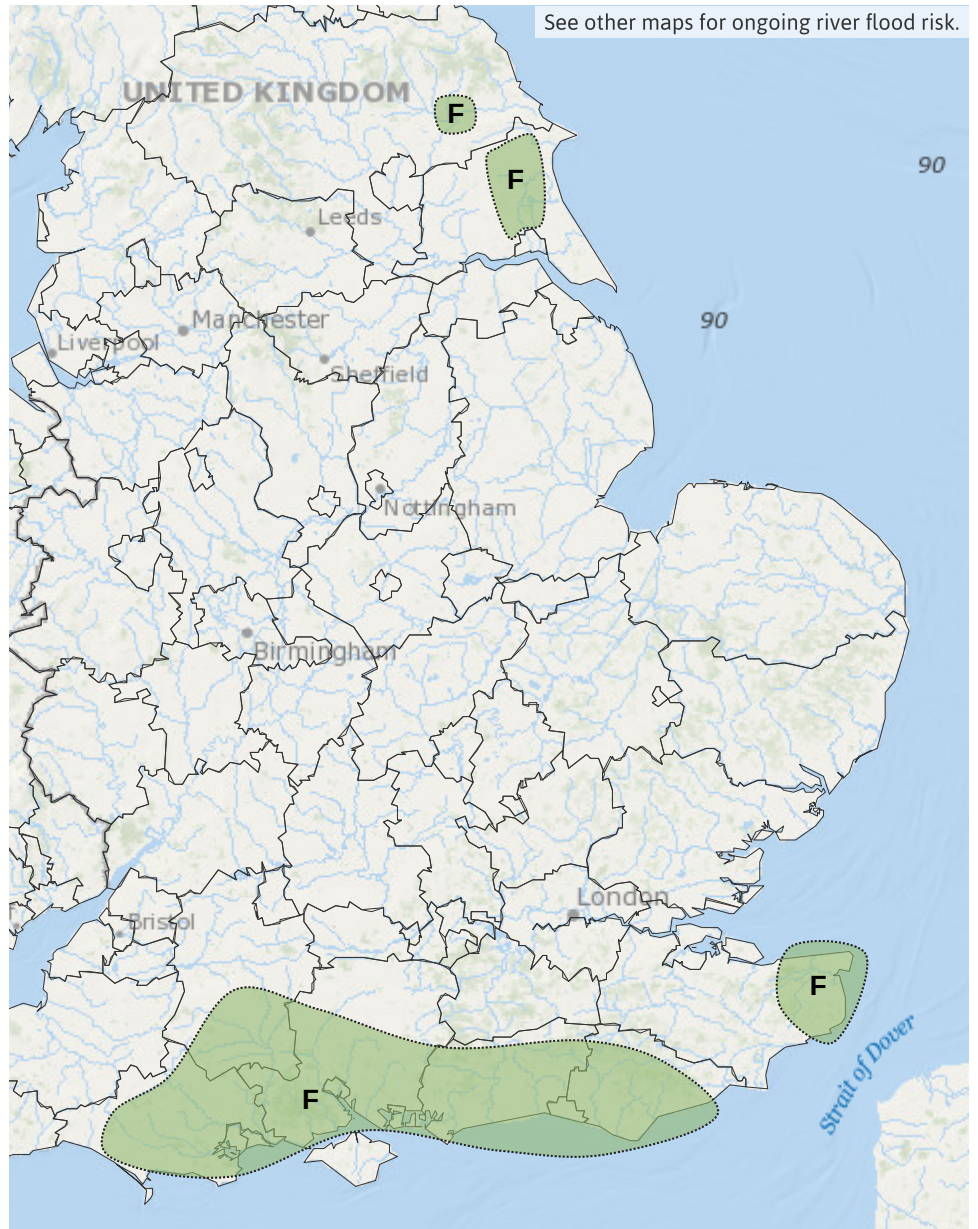 See other maps for ongoing river flood risk.
UNITED KINGDOM
F
90
F
Leeds
Manchester
90
Liverpool
Sheffield
Nottingham
Birmingham
London
Bristol
F
Strait of Dover
F